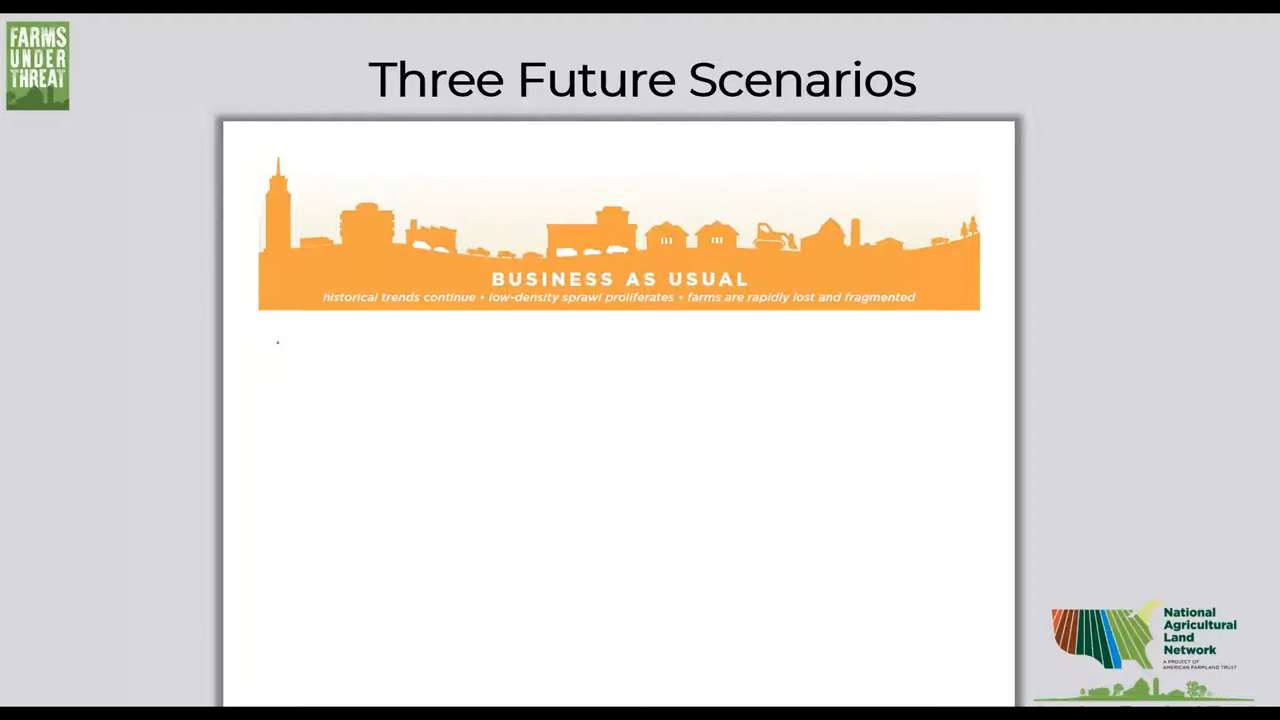 FARMS
UNDER
THREAT
Three Future Scenarios
BUSINESS AS USUAL
historical trends continue • low-density sprawl proliferates • farms are rapidly lost and fragmented
National
Agricultural
Land
Network
A PROJECT OF
AMERICAN FARMLAND TRUST